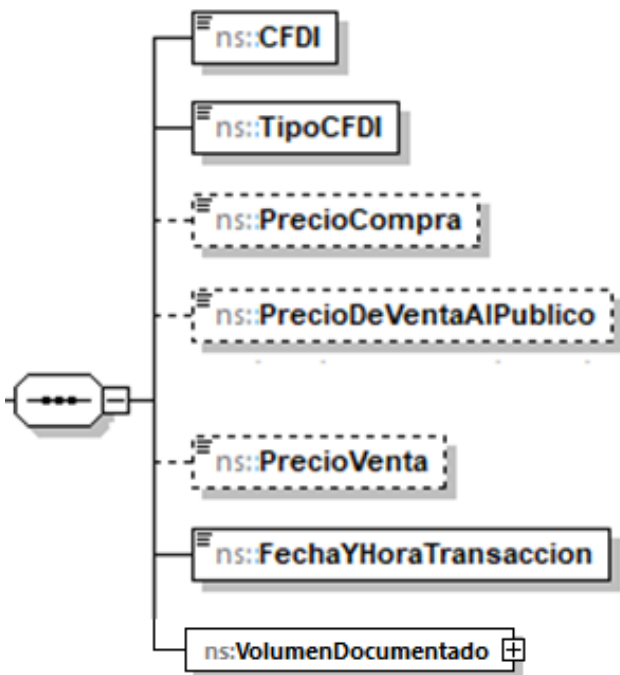 ns::CFDI
ns::TipoCFDI
ns::PrecioCompra
ns::PrecioDeVentaAlPublico
ns::PrecioVenta
ns::FechaYHoraTransaccion
ns:VolumenDocumentado